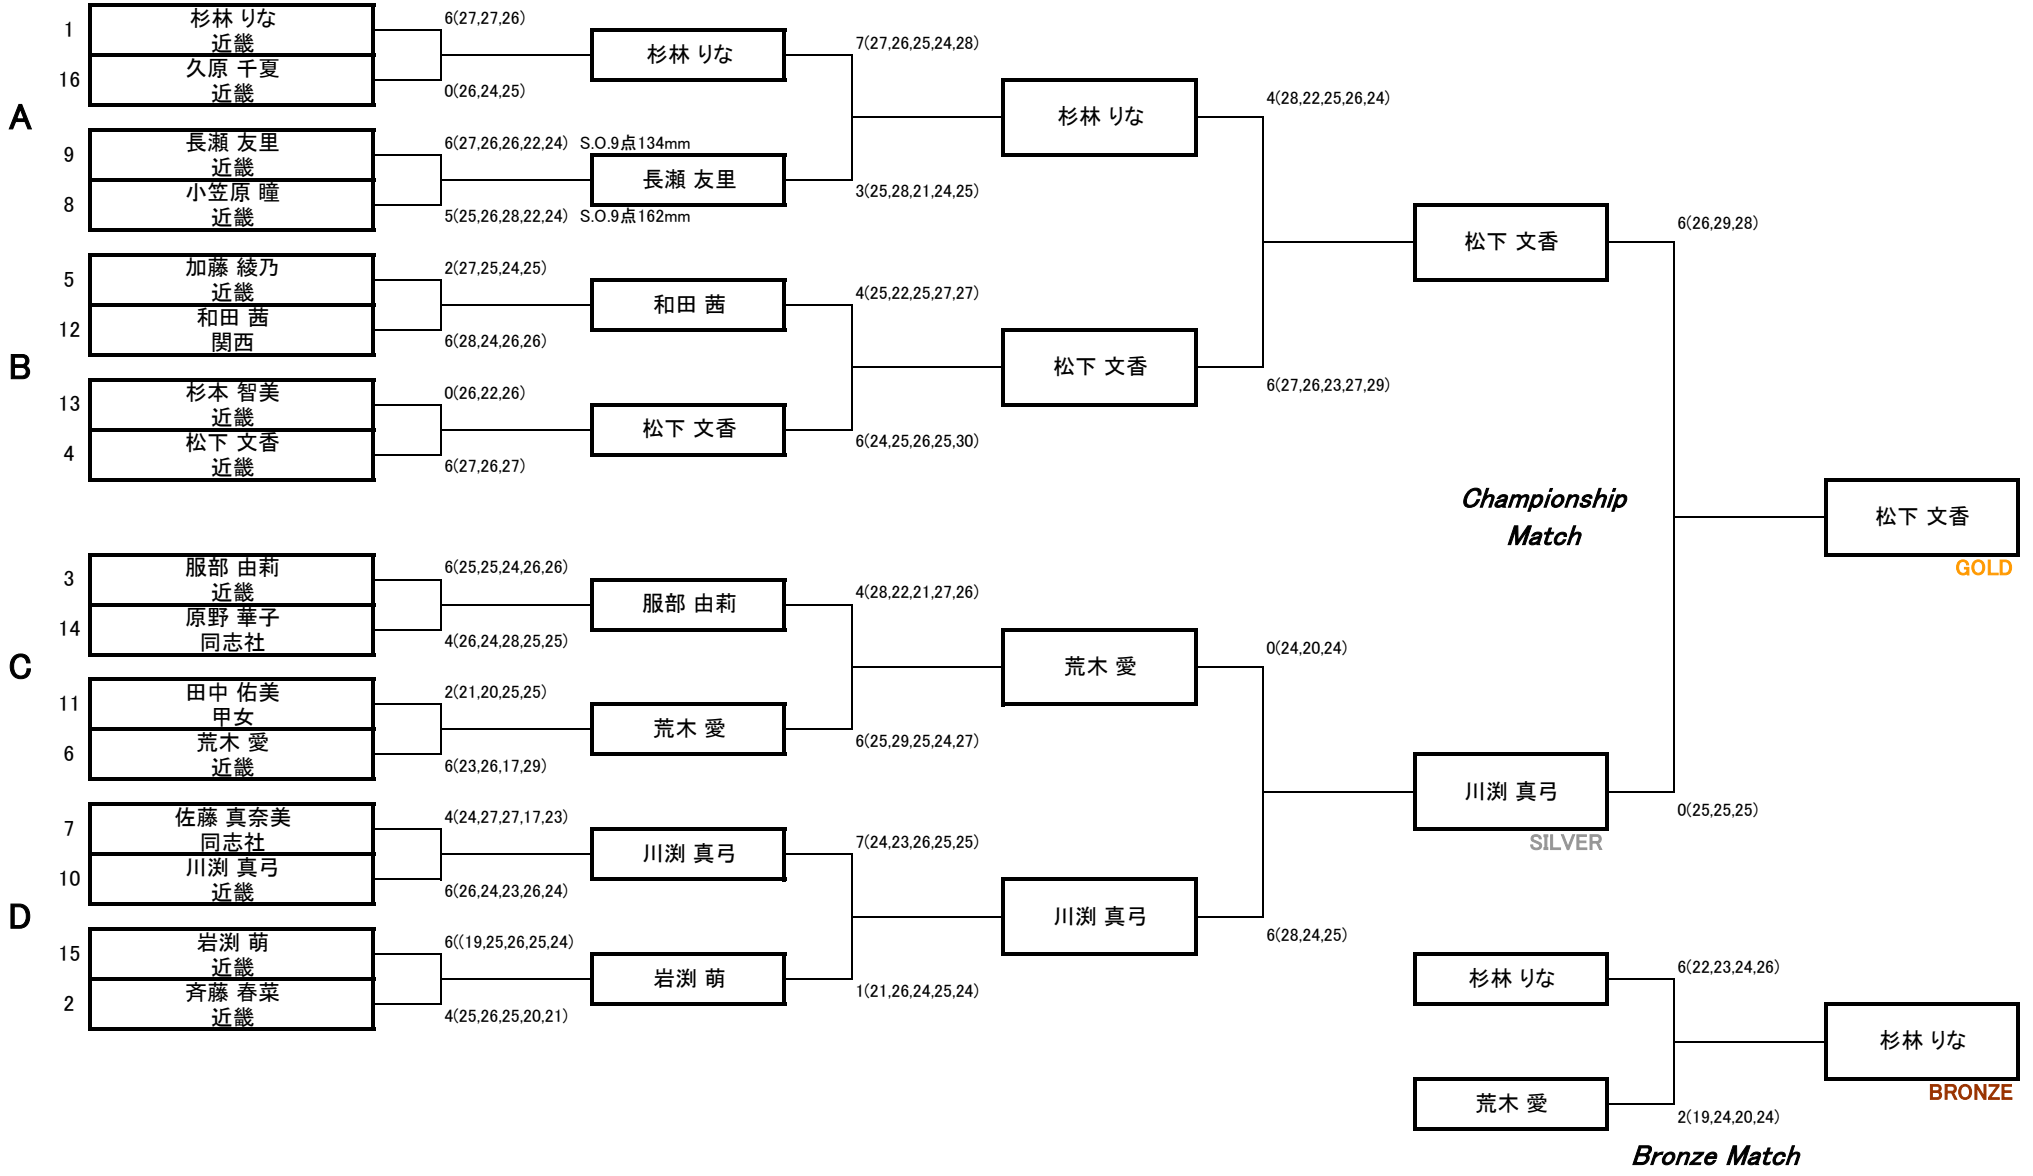 1
杉林 りな
近畿
6(27,27,26)
16
久原 千夏
近畿
0(26,24,25)
杉林 りな
7(27,26,25,24,28)
A
9
長瀬 友里
近畿
6(27,26,26,22,24) S.O.9点134mm
8
小笠原 瞳
近畿
5(25,26,28,22,24) S.O.9点162mm
長瀬 友里
3(25,28,21,24,25)
杉林 りな
4(28,22,25,26,24)
5
加藤 綾乃
近畿
2(27,25,24,25)
12
和田 茜
関西
6(28,24,26,26)
和田 茜
4(25,22,25,27,27)
B
13
杉本 智美
近畿
0(26,22,26)
4
松下 文香
近畿
6(27,26,27)
松下 文香
6(24,25,26,25,30)
松下 文香
6(27,26,23,27,29)
松下 文香
6(26,29,28)
Championship
Match
松下 文香
GOLD
3
服部 由莉
近畿
6(25,25,24,26,26)
14
原野 華子
同志社
4(26,24,28,25,25)
服部 由莉
4(28,22,21,27,26)
C
11
田中 佑美
甲女
2(21,20,25,25)
6
荒木 愛
近畿
6(23,26,17,29)
荒木 愛
6(25,29,25,24,27)
荒木 愛
0(24,20,24)
7
佐藤 真奈美
同志社
4(24,27,27,17,23)
10
川渕 真弓
近畿
6(26,24,23,26,24)
川渕 真弓
7(24,23,26,25,25)
D
15
岩渕 萌
近畿
6((19,25,26,25,24)
2
斉藤 春菜
近畿
4(25,26,25,20,21)
岩渕 萌
1(21,26,24,25,24)
川渕 真弓
6(28,24,25)
川渕 真弓
SILVER
0(25,25,25)
杉林 りな
6(22,23,24,26)
荒木 愛
2(19,24,20,24)
杉林 りな
BRONZE
Bronze Match